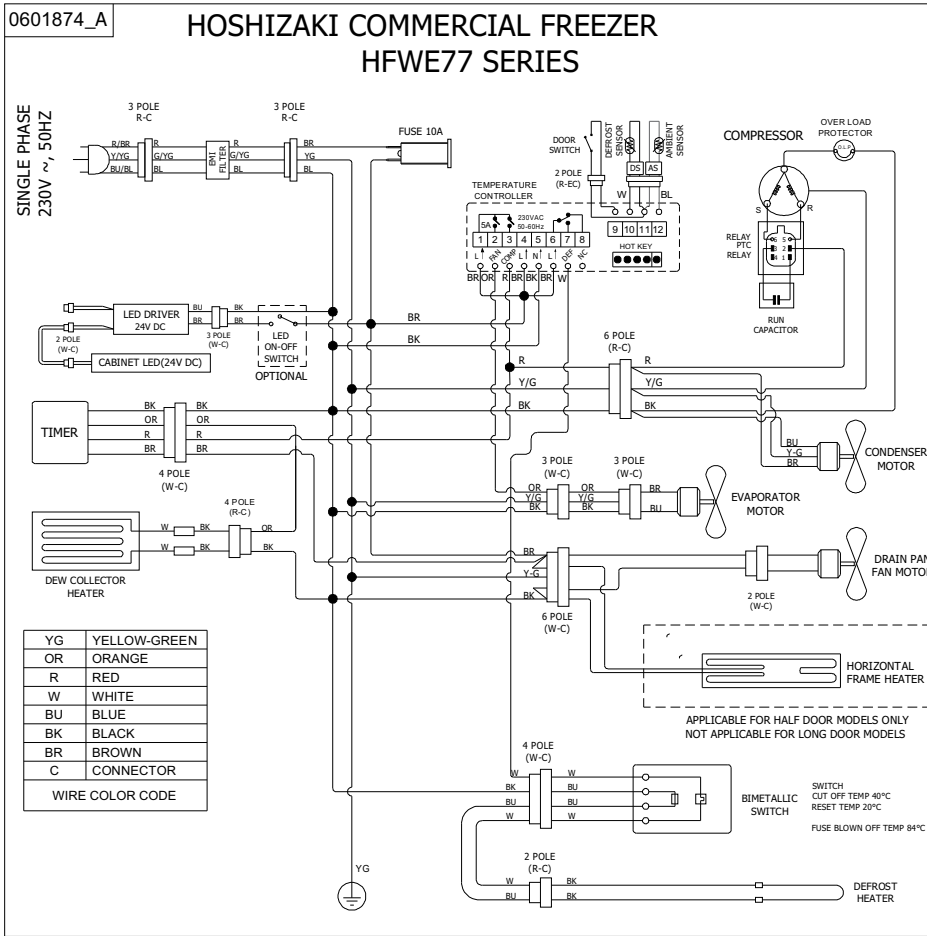 0601874_A
HOSHIZAKI COMMERCIAL FREEZER
HFWE77 SERIES
SINGLE PHASE
230V ~, 50HZ
3 POLE
R-C
3 POLE
R-C
R/BR
R
R
BR
Y/YG
G/YG
G/YG
YG
BU/BL
BL
BL
BL
EMI
FILTER
FUSE 10A
DOOR
SWITCH
DEFROST
SENSOR
AMBIENT
SENSOR
2 POLE
(R-EC)
DS
AS
W
BL
COMPRESSOR
OVER LOAD
PROTECTOR
O.L.P
S
R
RELAY
PTC
RELAY
6 5
3 2
4 1
RUN
CAPACITOR
TEMPERATURE
CONTROLLER
5A
230VAC
50-60Hz
1 2 3 4 5 6 7 8
9 10 11 12
HOT KEY
L FAN COMP L N L DEF NC
BR OR R BR BK BR W
LED DRIVER
24V DC
BU
BK
BR
BR
2 POLE
(W-C)
3 POLE
(W-C)
CABINET LED(24V DC)
LED
ON-OFF
SWITCH
OPTIONAL
BR
BK
6 POLE
(R-C)
R
R
Y/G
Y/G
BK
BK
TIMER
BK
BK
OR
OR
R
R
BR
BR
4 POLE
(W-C)
BU
Y-G
BR
CONDENSER
MOTOR
3 POLE
(W-C)
3 POLE
(W-C)
OR
OR
BR
Y/G
Y/G
BK
BK
BU
EVAPORATOR
MOTOR
4 POLE
(R-C)
W
BK
OR
W
BK
BK
DEW COLLECTOR
HEATER
BR
Y-G
BK
6 POLE
(W-C)
2 POLE
(W-C)
DRAIN PAN
FAN MOTOR
HORIZONTAL
FRAME HEATER
APPLICABLE FOR HALF DOOR MODELS ONLY
NOT APPLICABLE FOR LONG DOOR MODELS
YG YELLOW-GREEN
OR ORANGE
R RED
W WHITE
BU BLUE
BK BLACK
BR BROWN
C CONNECTOR
WIRE COLOR CODE
4 POLE
(W-C)
W
W
BK
BU
BU
BU
W
W
BIMETALLIC
SWITCH
SWITCH
CUT OFF TEMP 40°C
RESET TEMP 20°C
FUSE BLOWN OFF TEMP 84°C
2 POLE
(R-C)
W
BK
BU
BK
DEFROST
HEATER
YG